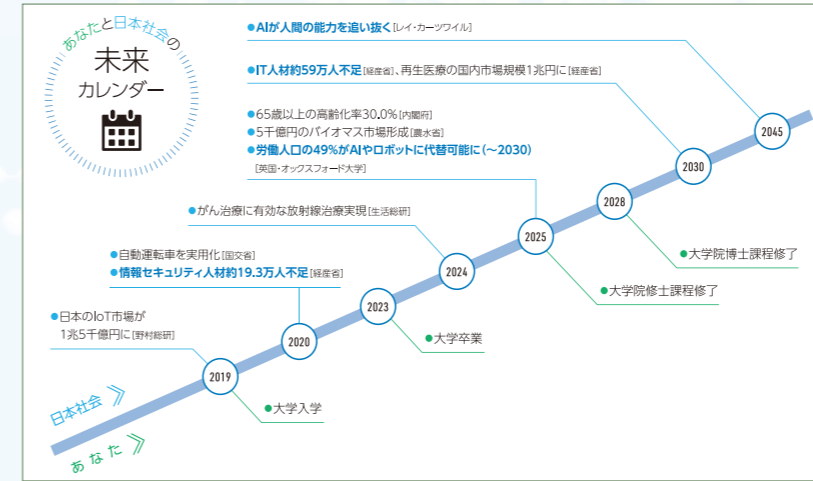 あなたと日本社会の
未来
カレンダー
●AIが人間の能力を追い抜く[レイ・カーツワイル]
●IT人材約59万人不足[経産省]、再生医療の国内市場規模1兆円に[経産省]
●65歳以上の高齢化率30.0%[内閣府]
●5千億円のバイオマス市場形成[農水省]
●労働人口の49%がAIやロボットに代替可能に(〜2030)
[英国・オックスフォード大学]
●がん治療に有効な放射線治療実現[生活総研]
●自動運転車を実用化[国交省]
●情報セキュリティ人材約19.3万人不足[経産省]
●日本のIoT市場が
1兆5千億円に[野村総研]
2045
2030
2028
2025
2024
2023
2020
2019
●大学院博士課程修了
●大学院修士課程修了
●大学卒業
●大学入学
日本社会
あなた